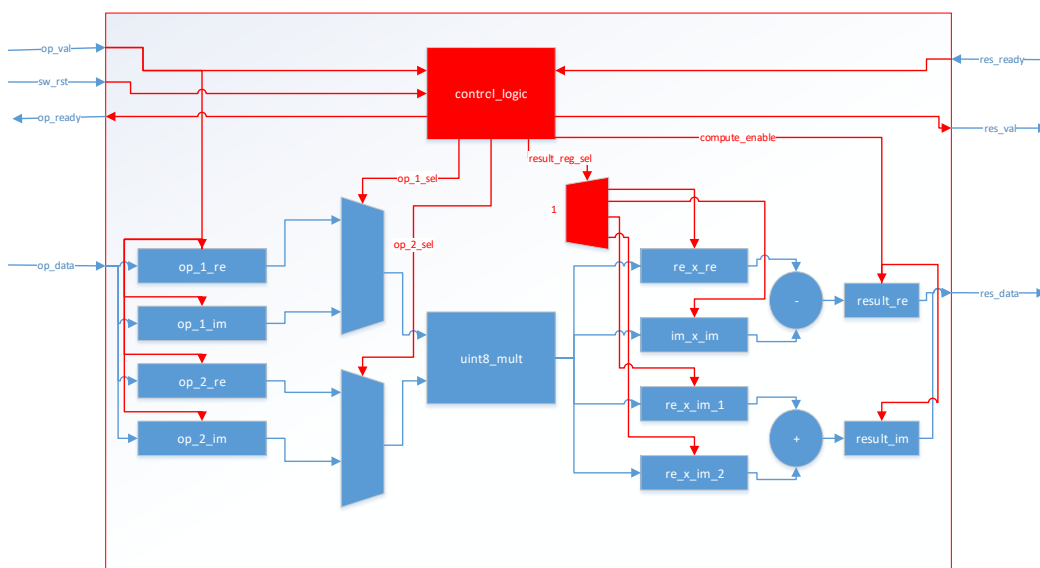 op_val
sw_rst
op_ready
control_logic
res_ready
res_val
compute_enable
result_reg_sel
op_1_sel
1
op_2_sel
op_data
op_1_re
op_1_im
op_2_re
op_2_im
uint8_mult
re_x_re
im_x_im
re_x_im_1
re_x_im_2
-
+
result_re
result_im
res_data